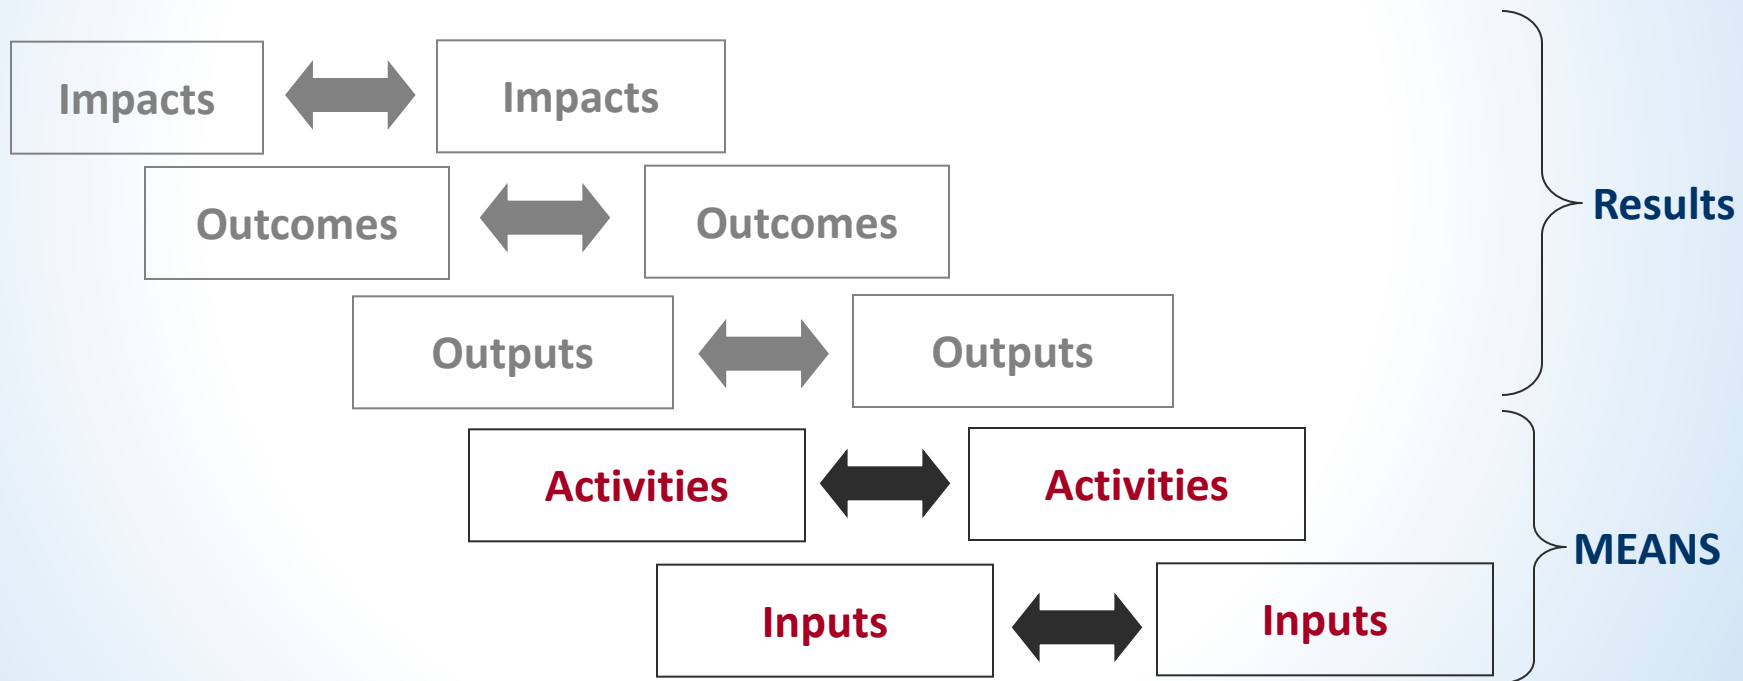 Impacts
Impacts
Outcomes
Outcomes
Results
Outputs
Outputs
Activities
Activities
MEANS
Inputs
Inputs